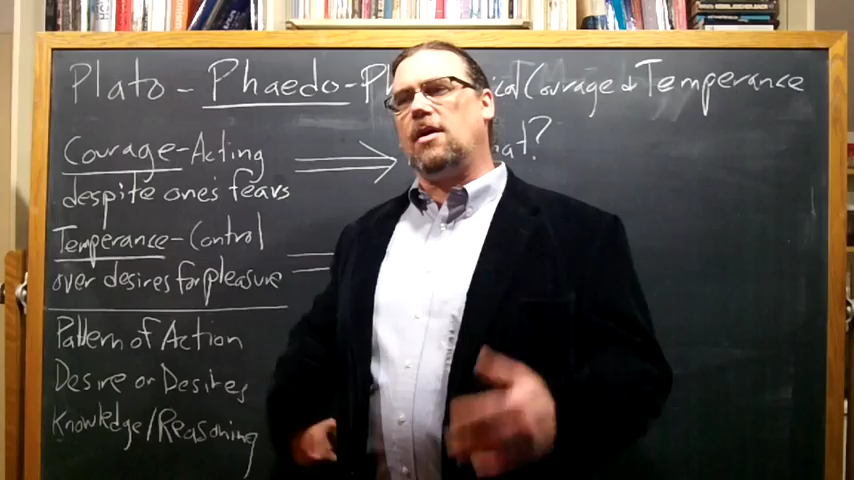 Plato - Phaedo - Ph ical Courage & Temperance
Courage - Acting
despite one's fears
at?
Temperance - Control
over desires for pleasure
Pattern of Action
Desire or Desires
Knowledge/Reasoning